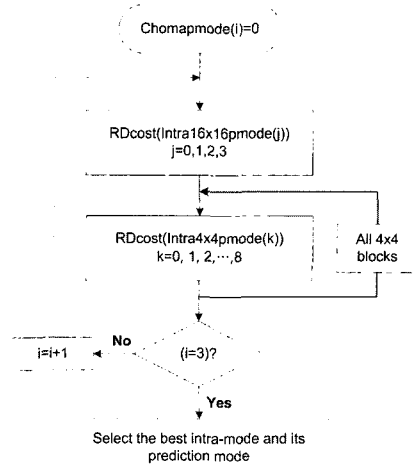 Chomapmode(i)=0
RDcost(Intra16x16pmode(j))
j=0,1,2,3
RDcost(Intra4x4pmode(k))
k=0, 1, 2,···,8
All 4x4
blocks
No
i=i+1
(i=3)?
Yes
Select the best intra-mode and its
prediction mode